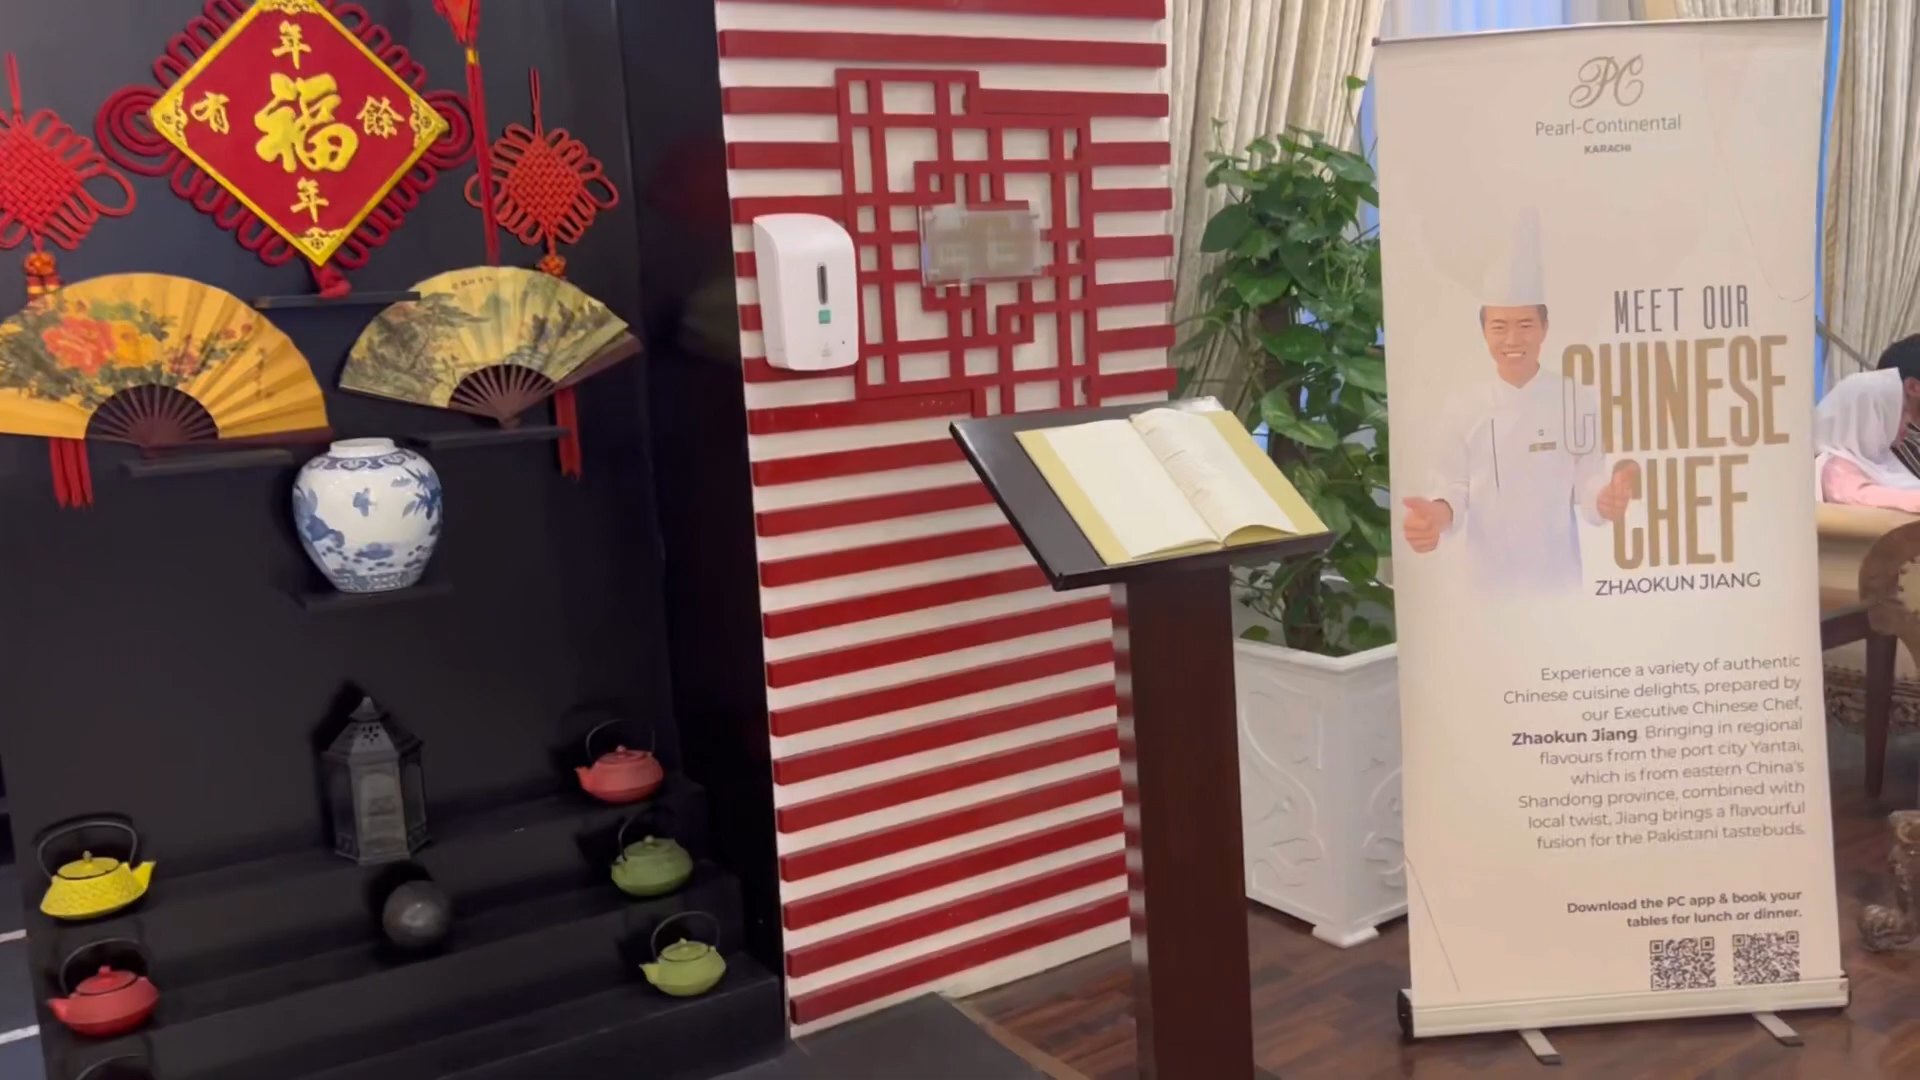 年
有 福 餘
年
PC
Pearl-Continental
KARACHI
MEET OUR
CHINESE
CHEF
ZHAOKUN JIANG
Experience a variety of authentic
Chinese cuisine delights, prepared by
our Executive Chinese Chef,
Zhaokun Jiang. Bringing in regional
flavours from the port city Yantai,
which is from eastern China's
Shandong province, combined with
local twist, Jiang brings a flavourful
fusion for the Pakistani tastebuds.
Download the PC app & book your
tables for lunch or dinner.